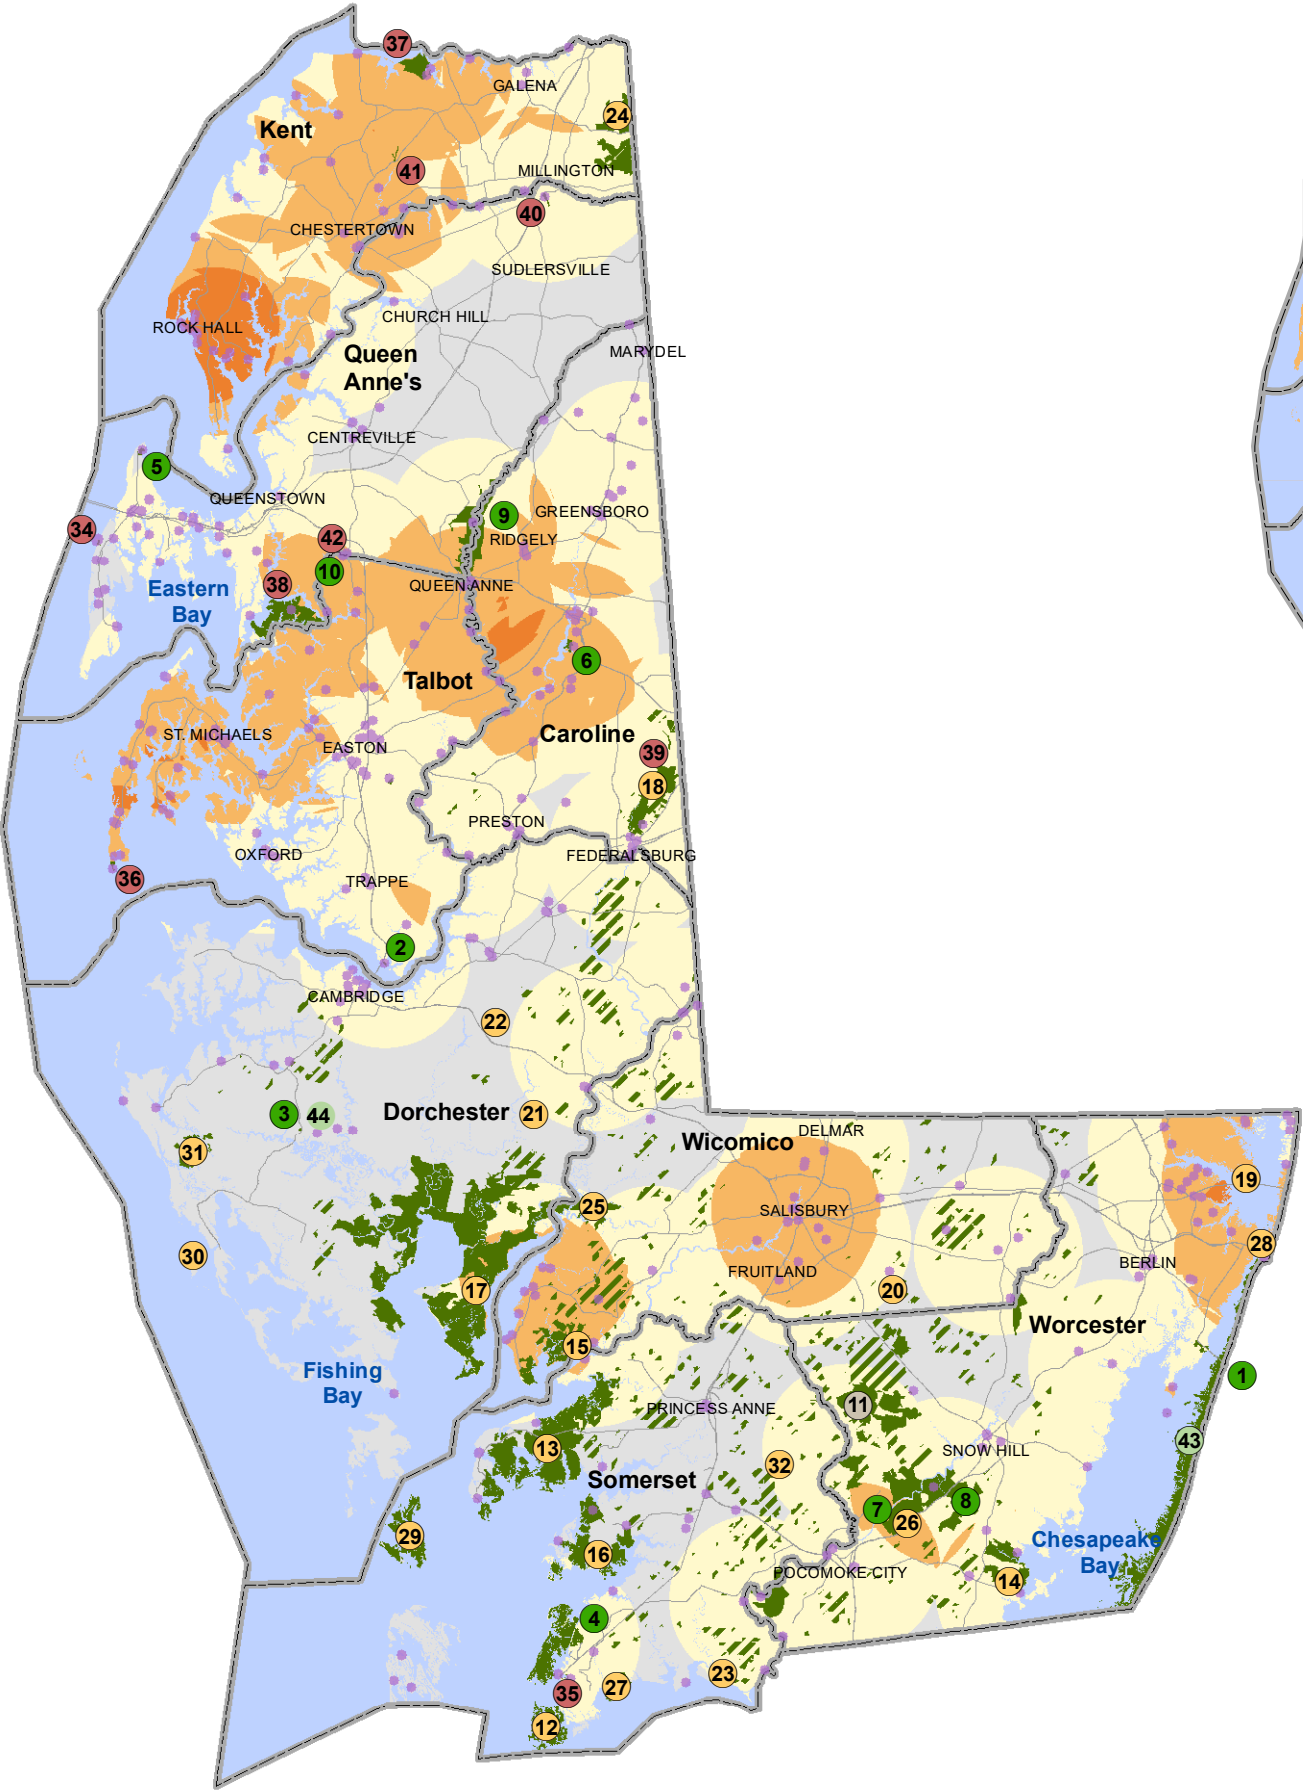 37
GALENA
24
Kent
41
MILLINGTON
40
CHESTERTOWN
SUDLERSVILLE
CHURCH HILL
ROCK HALL
Queen
Anne's
MARYDEL
CENTREVILLE
5
QUEENSTOWN
9
GREENSBORO
34
42
RIDGELY
10
38
QUEEN ANNE
Eastern
Bay
6
Talbot
ST. MICHAELS
Caroline
EASTON
39
18
PRESTON
OXFORD
FEDERALSBURG
36
TRAPPE
2
CAMBRIDGE
22
3
44
Dorchester
21
DELMAR
Wicomico
31
19
25
SALISBURY
28
30
BERLIN
FRUITLAND
17
20
Worcester
15
Fishing
Bay
1
11
PRINCESS ANNE
43
13
SNOW HILL
32
Somerset
7
8
26
29
Chesapeake
Bay
16
POCOMOKE CITY
14
4
23
27
35
12